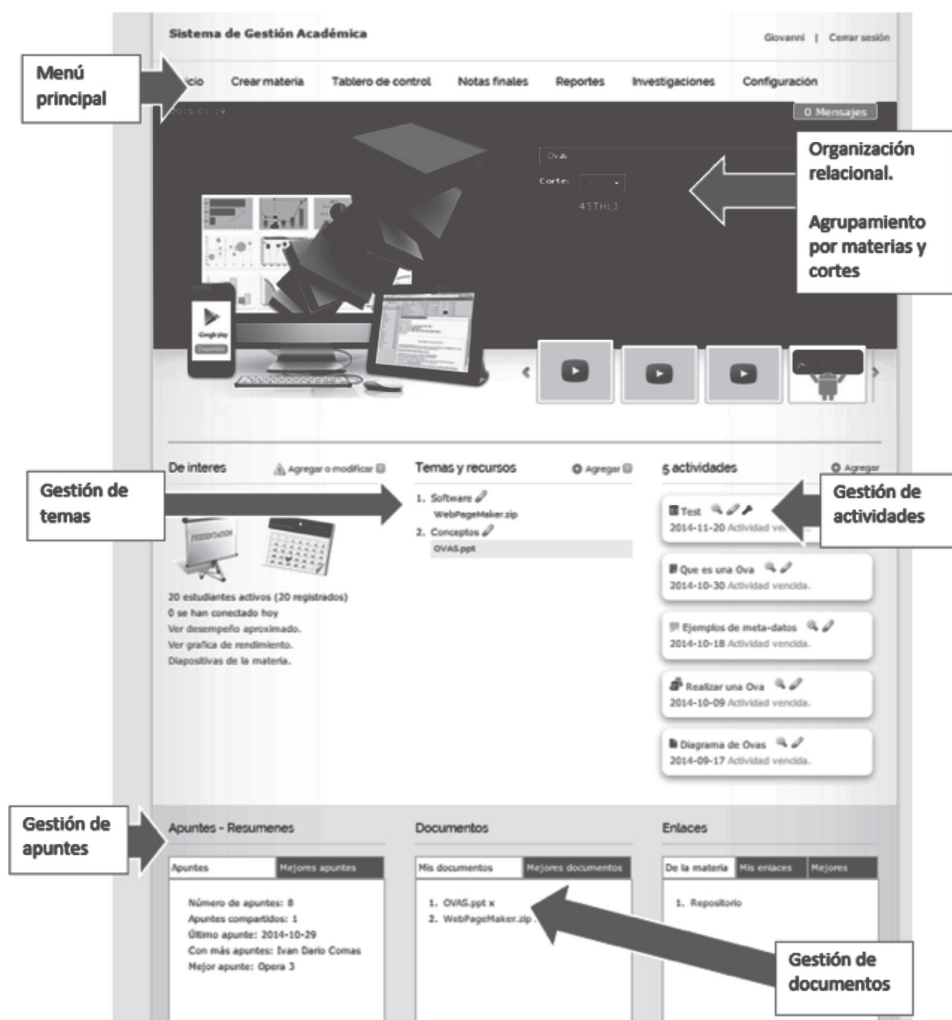 Sistema de Gestión Académica
Giovanni | Cerrar sesión
Menú
principal
icio Crear materia Tablero de control Notas finales Reportes Investigaciones Configuración
2015-01-19
0 Mensajes
Organización
relacional.
Agrupamiento
por materias y
cortes
Ovas
Corte:
Google play
De interes
Agregar o modificar
Temas y recursos
Agregar
5 actividades
Agregar
Gestión de
temas
Gestión de
actividades
PRESENTACIÓN
1. Software
WebPageMaker.zip
2. Conceptos
OVAS.ppt
Test
2014-11-20 Actividad
Que es una Ova
2014-10-30 Actividad vencida.
Ejemplos de meta-datos
2014-10-18 Actividad vencida.
Realizar una Ova
2014-10-09 Actividad vencida.
Diagrama de Ovas
2014-09-17 Actividad vencida.
20 estudiantes activos (20 registrados)
0 se han conectado hoy
Ver desempeño aproximado.
Ver grafica de rendimiento.
Diapositivas de la materia.
Gestión de
apuntes
Apuntes - Resumenes
Apuntes Mejores apuntes
Número de apuntes: 8
Apuntes compartidos: 1
Último apunte: 2014-10-29
Con más apuntes: Ivan Dario Comas
Mejor apunte: Opera 3
Documentos
Mis documentos Mejores documentos
1. OVAS.ppt x
2. WebPageMaker.zip
Enlaces
De la materia Mis enlaces Mejores
1. Repositorio
Gestión de
documentos